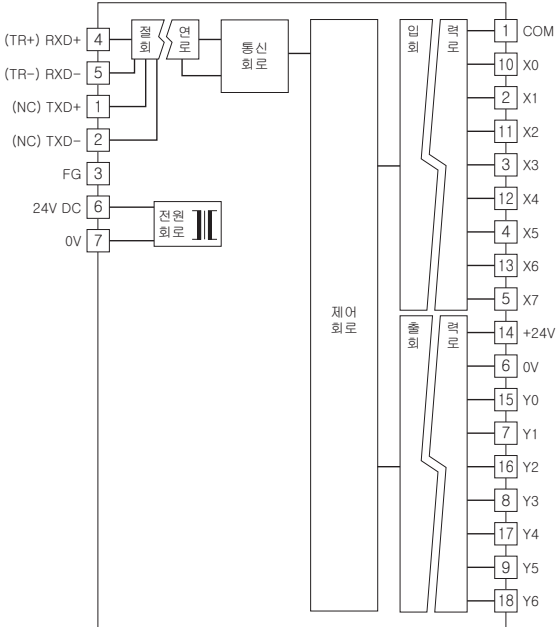 (TR+) RXD+ 4
(TR-) RXD- 5
(NC) TXD+ 1
(NC) TXD- 2
FG 3
24V DC 6
0V 7
절 연
회 로
통신
회로
전원
회로
제어
회로
입 력
회 로
출 력
회 로
1 COM
10 X0
2 X1
11 X2
3 X3
12 X4
4 X5
13 X6
5 X7
14 +24V
6 0V
15 Y0
7 Y1
16 Y2
8 Y3
17 Y4
9 Y5
18 Y6